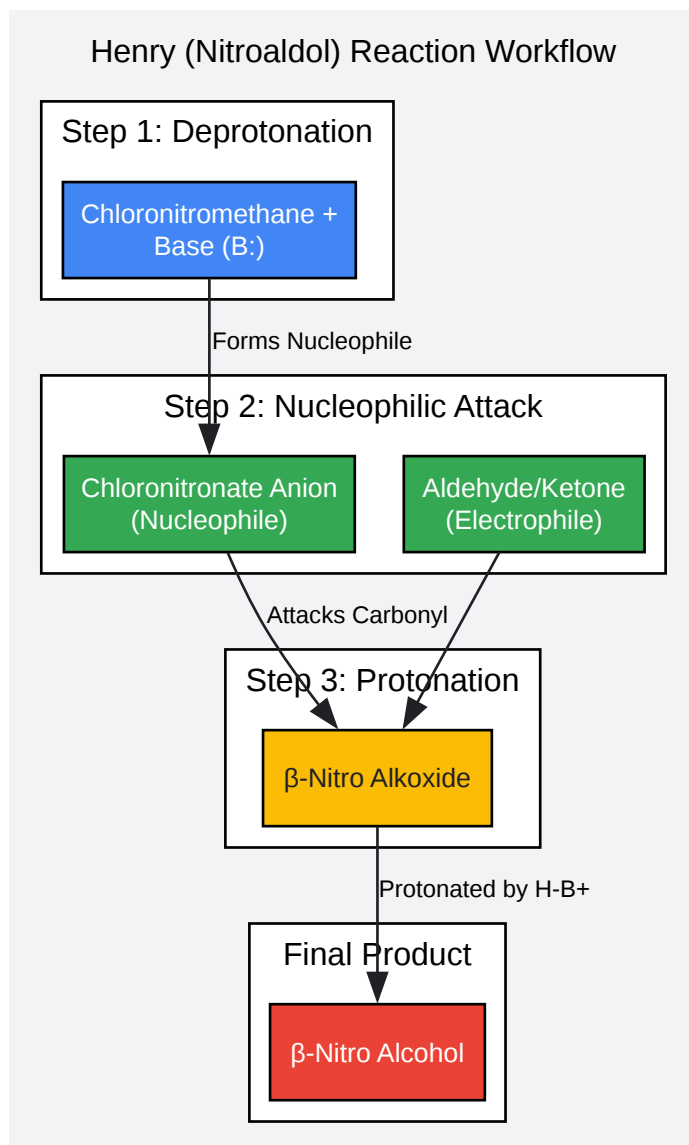 Henry (Nitroaldol) Reaction Workflow
Step 1: Deprotonation
Chloronitromethane +
Base (B:)
Forms Nucleophile
Step 2: Nucleophilic Attack
Chloronitronate Anion
(Nucleophile)
Aldehyde/Ketone
(Electrophile)
Attacks Carbonyl
Step 3: Protonation
β-Nitro Alkoxide
Protonated by H-B+
Final Product
β-Nitro Alcohol